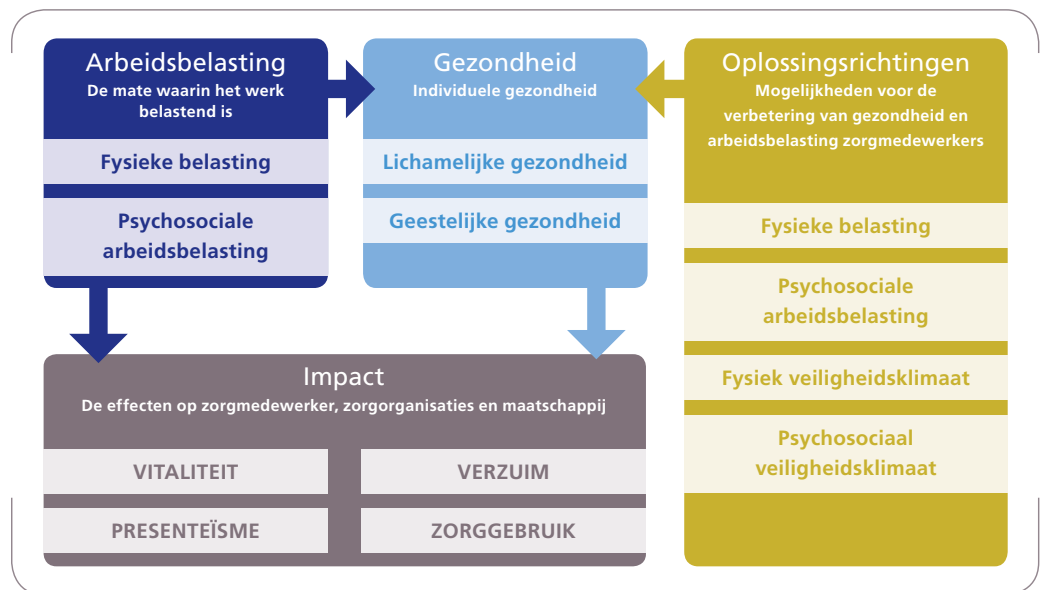 Arbeidsbelasting
De mate waarin het werk
belastend is
Fysieke belasting
Psychosociale
arbeidsbelasting
Gezondheid
Individuele gezondheid
Lichamelijke gezondheid
Geestelijke gezondheid
Oplossingsrichtingen
Mogelijkheden voor de
verbetering van gezondheid en
arbeidsbelasting zorgmedewerkers
Fysieke belasting
Psychosociale
arbeidsbelasting
Fysiek veiligheidsklimaat
Psychosociaal
veiligheidsklimaat
Impact
De effecten op zorgmedewerker, zorgorganisaties en maatschappij
VITALITEIT
VERZUIM
PRESENTEÏSME
ZORGGEBRUIK